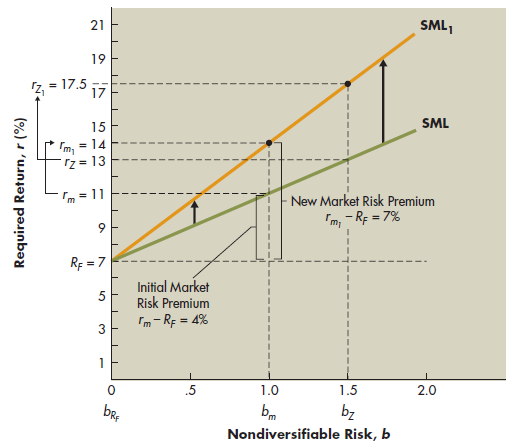 21
SML₁
19
r_Z₁ = 17.5
17
15
SML
r_m₁ = 14
r_Z = 13
r_m = 11
New Market Risk Premium
r_m₁ – R_F = 7%
9
R_F = 7
Initial Market
Risk Premium
r_m – R_F = 4%
5
3
1
Required Return, r (%)
0 .5 1.0 1.5 2.0
b_R_F b_m b_Z
Nondiversifiable Risk, b